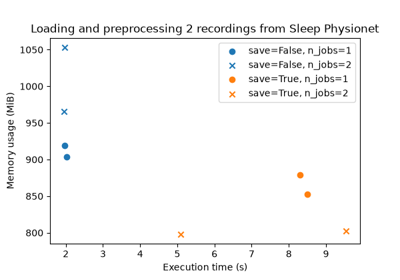 Loading and preprocessing 2 recordings from Sleep Physionet
save=False, n_jobs=1
save=False, n_jobs=2
save=True, n_jobs=1
save=True, n_jobs=2
Memory usage (MiB)
1050
1000
950
900
850
800
2 3 4 5 6 7 8 9
Execution time (s)